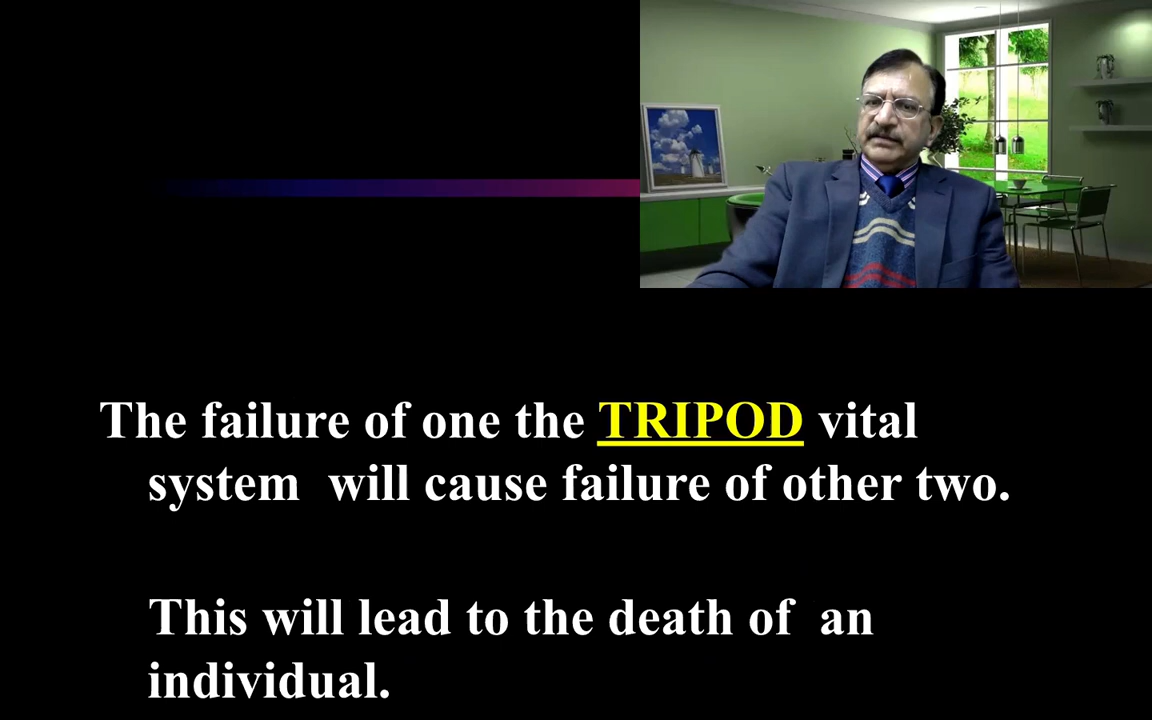 The failure of one the TRIPOD vital
system will cause failure of other two.
This will lead to the death of an
individual.